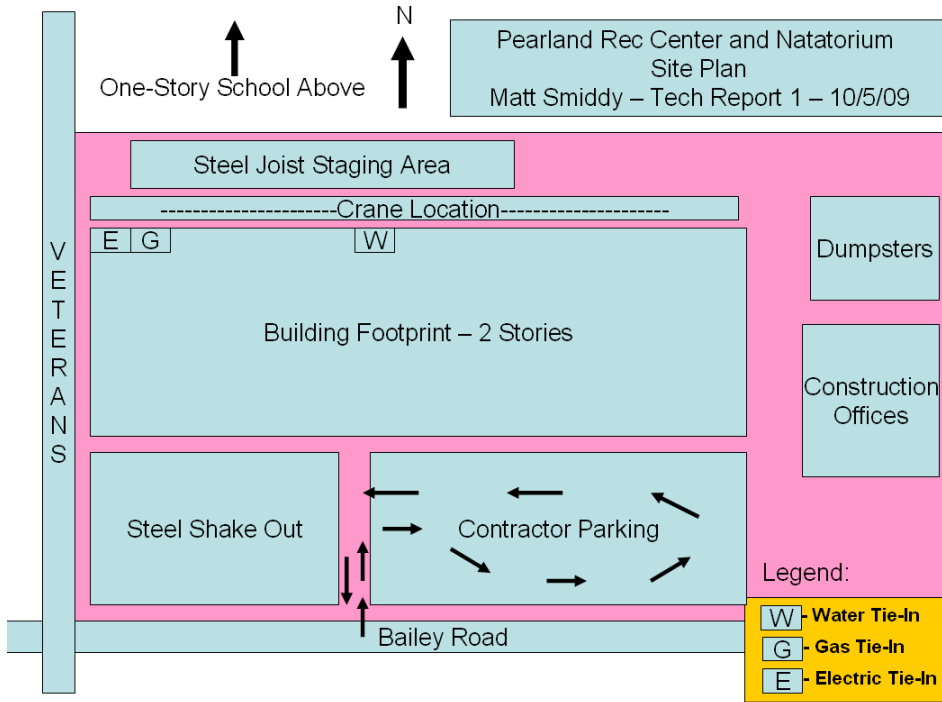 N
Pearland Rec Center and Natatorium
Site Plan
Matt Smiddy – Tech Report 1 – 10/5/09
One-Story School Above
Steel Joist Staging Area
----------------------Crane Location---------------------
E G W
VETERANS
Dumpsters
Building Footprint – 2 Stories
Construction
Offices
Steel Shake Out
Contractor Parking
Legend:
W - Water Tie-In
G - Gas Tie-In
E - Electric Tie-In
Bailey Road